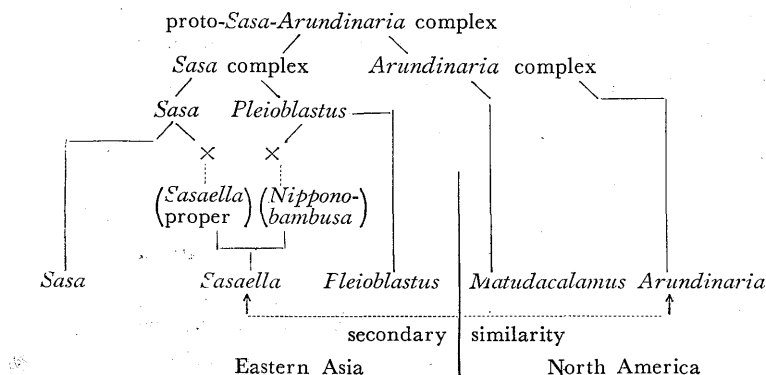 proto-Sasa-Arundinaria complex
Sasa complex Arundinaria complex
Sasa Pleioblastus
× ×
(Sasaella proper) (Nippono-bambusa)
Sasa Sasaella Fleioblastus Matudacalamus Arundinaria
secondary similarity
Eastern Asia North America